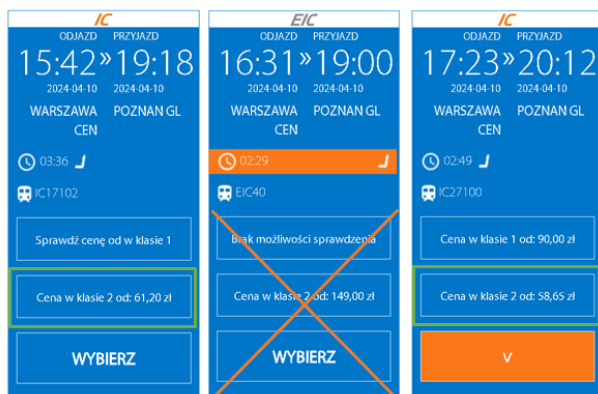 IC
ODJAZD PRZYJAZD
15:42 » 19:18
2024-04-10 2024-04-10
WARSZAWA CEN POZNAN GL
03:36
IC17102
Sprawdź cenę od w klasie 1
Cena w klasie 2 od: 61,20 zł
WYBIERZ
EIC
ODJAZD PRZYJAZD
16:31 » 19:00
2024-04-10 2024-04-10
WARSZAWA CEN POZNAN GL
02:29
EIC40
Brak możliwości sprawdzenia
Cena w klasie 2 od: 149,00 zł
WYBIERZ
IC
ODJAZD PRZYJAZD
17:23 » 20:12
2024-04-10 2024-04-10
WARSZAWA CEN POZNAN GL
02:49
IC27100
Cena w klasie 1 od: 90,00 zł
Cena w klasie 2 od: 58,65 zł
V